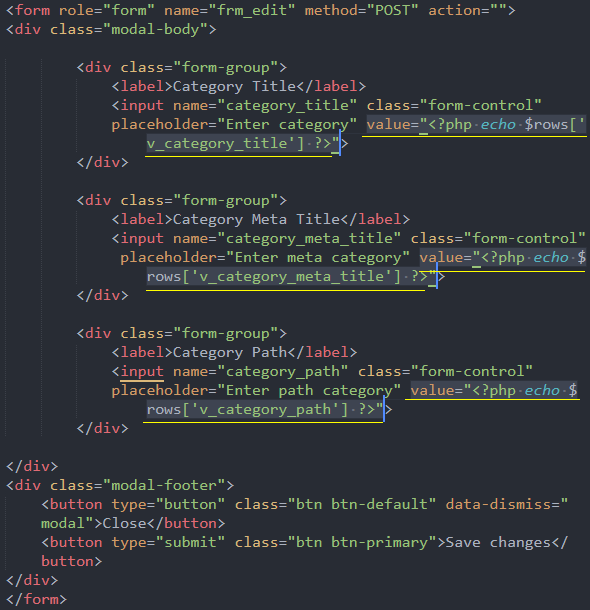 <form role="form" name="frm_edit" method="POST" action="">
<div class="modal-body">
<div class="form-group">
<label>Category Title</label>
<input name="category_title" class="form-control"
placeholder="Enter category" value="<?php echo $rows['
v_category_title'] ?>">
</div>
<div class="form-group">
<label>Category Meta Title</label>
<input name="category_meta_title" class="form-control"
placeholder="Enter meta category" value="<?php echo $
rows['v_category_meta_title'] ?>">
</div>
<div class="form-group">
<label>Category Path</label>
<input name="category_path" class="form-control"
placeholder="Enter path category" value="<?php echo $
rows['v_category_path'] ?>">
</div>
</div>
<div class="modal-footer">
<button type="button" class="btn btn-default" data-dismiss="
modal">Close</button>
<button type="submit" class="btn btn-primary">Save changes</
button>
</div>
</form>